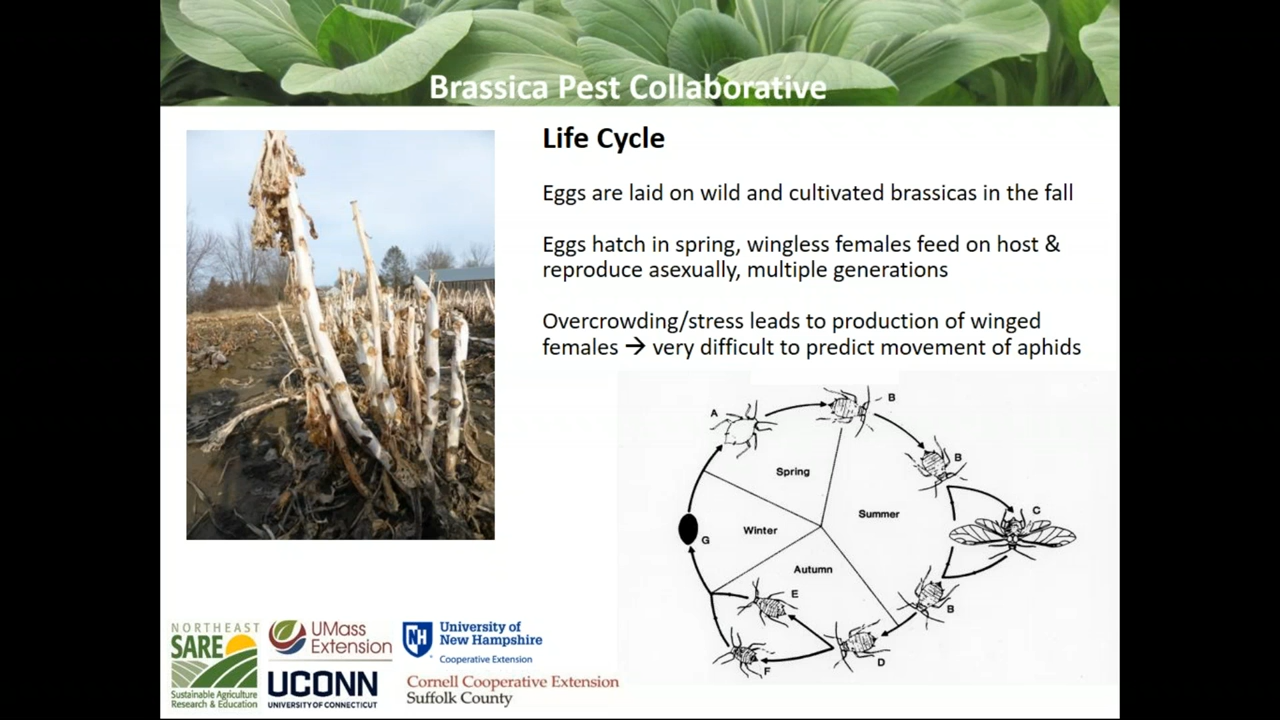 Brassica Pest Collaborative
Life Cycle
Eggs are laid on wild and cultivated brassicas in the fall
Eggs hatch in spring, wingless females feed on host &
reproduce asexually, multiple generations
Overcrowding/stress leads to production of winged
females → very difficult to predict movement of aphids
A
B
B
C
B
D
E
F
G
Spring
Summer
Winter
Autumn
NORTHEAST
SARE
Sustainable Agriculture
Research & Education
UMass
Extension
UCONN
UNIVERSITY OF CONNECTICUT
NH
University of
New Hampshire
Cooperative Extension
Cornell Cooperative Extension
Suffolk County